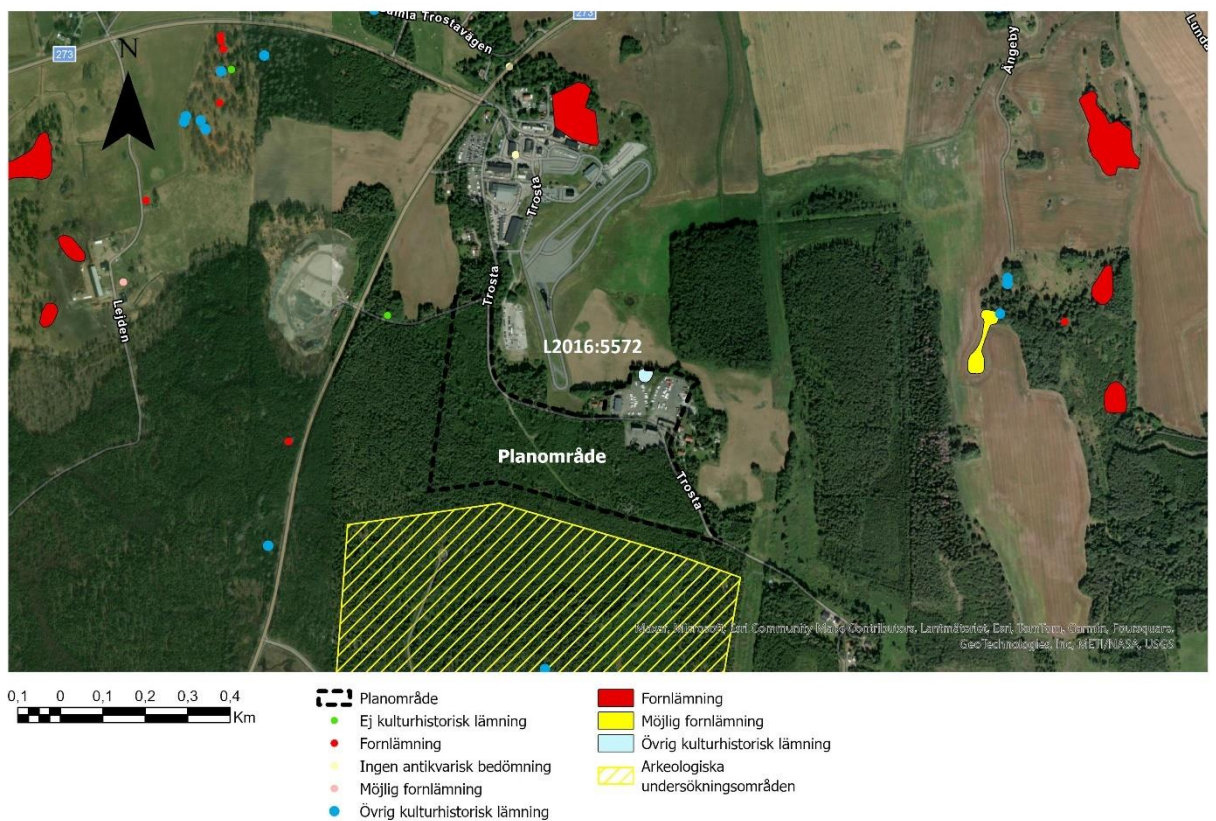 273
N
Gamla Trostavägen
273
Ängeby
Lunda
Trosta
Trosta
Lejden
L2016:5572
Planområde
Trosta
Maxar, Microsoft, Esri Community Maps Contributors, Lantmäteriet, Esri, TomTom, Garmin, Foursquare,
GeoTechnologies, Inc, METI/NASA, USGS
0,1 0 0,1 0,2 0,3 0,4
Km
Planområde
Ej kulturhistorisk lämning
Fornlämning
Ingen antikvarisk bedömning
Möjlig fornlämning
Övrig kulturhistorisk lämning
Fornlämning
Möjlig fornlämning
Övrig kulturhistorisk lämning
Arkeologiska
undersökningsområden